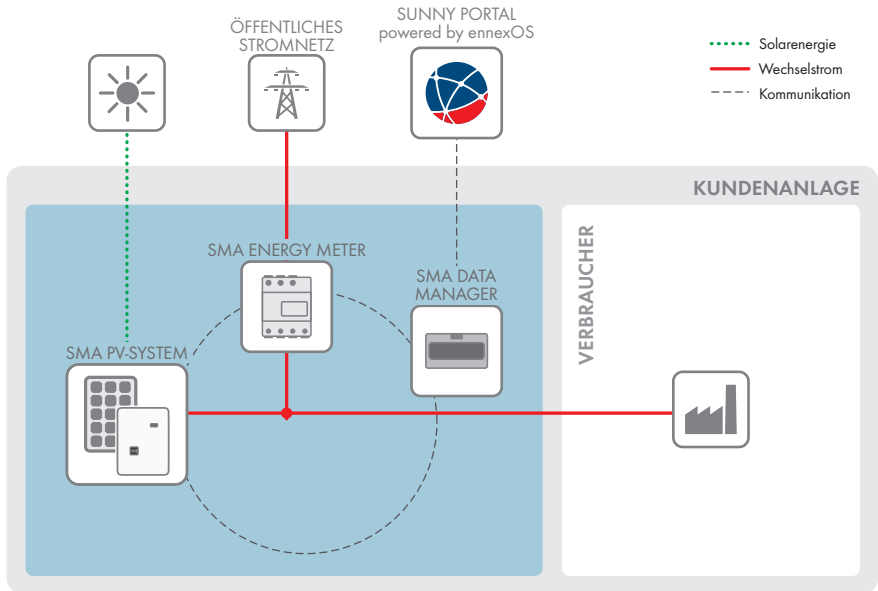 ÖFFENTLICHES
STROMNETZ
SUNNY PORTAL
powered by ennexOS
Solarenergie
Wechselstrom
Kommunikation
KUNDENANLAGE
SMA ENERGY METER
SMA DATA
MANAGER
VERBRAUCHER
SMA PV-SYSTEM